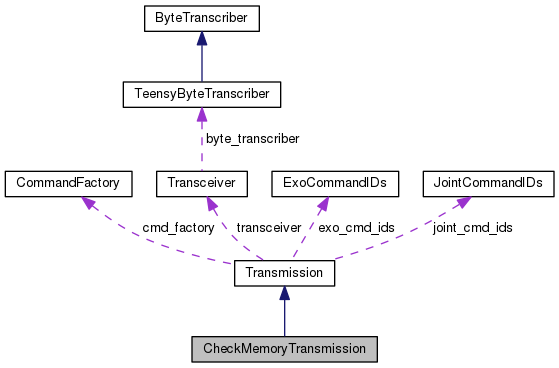 ByteTranscriber
TeensyByteTranscriber
byte_transcriber
CommandFactory
Transceiver
ExoCommandIDs
JointCommandIDs
cmd_factory
transceiver
exo_cmd_ids
joint_cmd_ids
Transmission
CheckMemoryTransmission